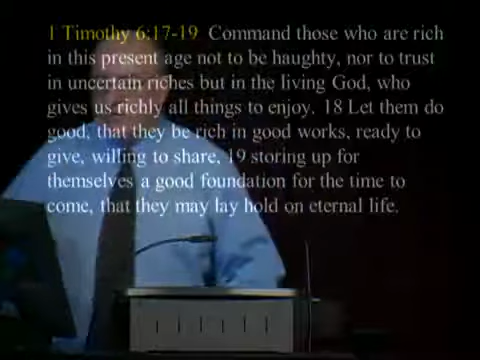 1 Timothy 6:17-19  Command those who are rich
in this present age not to be haughty, nor to trust
in uncertain riches but in the living God, who
gives us richly all things to enjoy. 18 Let them do
good, that they be rich in good works, ready to
give, willing to share, 19 storing up for
themselves a good foundation for the time to
come, that they may lay hold on eternal life.